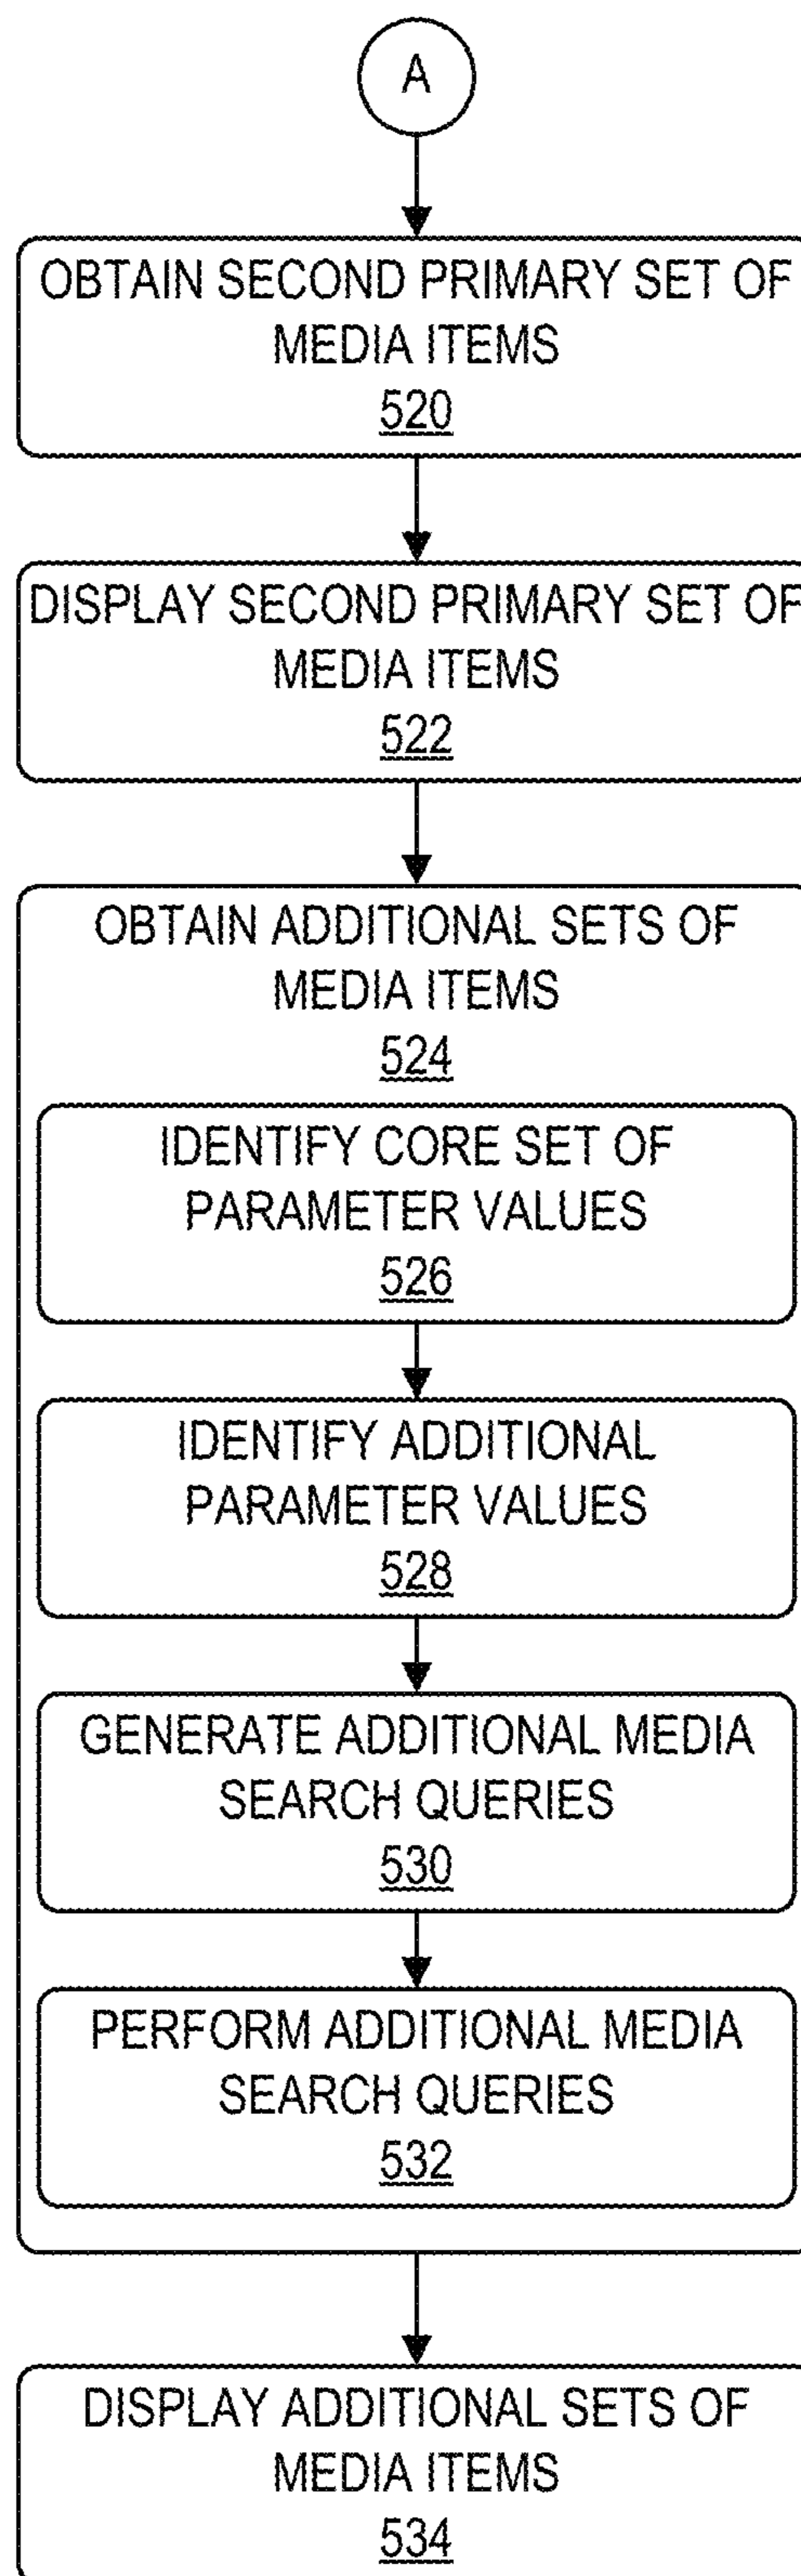 A
OBTAIN SECOND PRIMARY SET OF
MEDIA ITEMS
520
DISPLAY SECOND PRIMARY SET OF
MEDIA ITEMS
522
OBTAIN ADDITIONAL SETS OF
MEDIA ITEMS
524
IDENTIFY CORE SET OF
PARAMETER VALUES
526
IDENTIFY ADDITIONAL
PARAMETER VALUES
528
GENERATE ADDITIONAL MEDIA
SEARCH QUERIES
530
PERFORM ADDITIONAL MEDIA
SEARCH QUERIES
532
DISPLAY ADDITIONAL SETS OF
MEDIA ITEMS
534